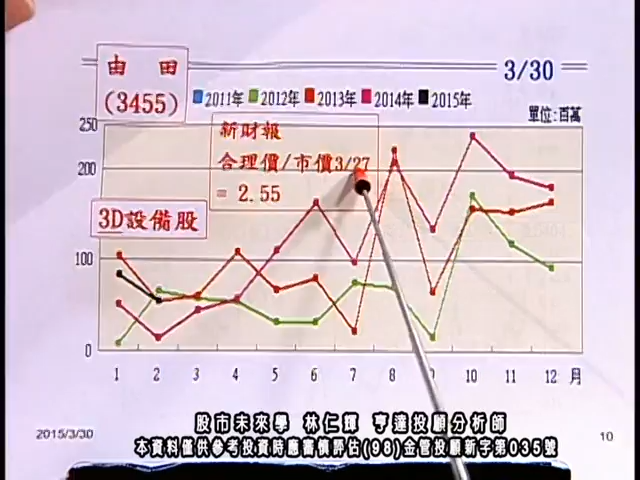 由 田
(3455)
3/30
2011年 2012年 2013年 2014年 2015年
單位:百萬
新財報
合理價/市價3/27
= 2.55
3D設備股
250
200
100
0
1 2 3 4 5 6 7 8 9 10 11 12 月
股市未來學 林仁輝 亨達投顧分析師
2015/3/30
10
本資料僅供參考投資時應審慎評估(98)金管投顧新字第035號